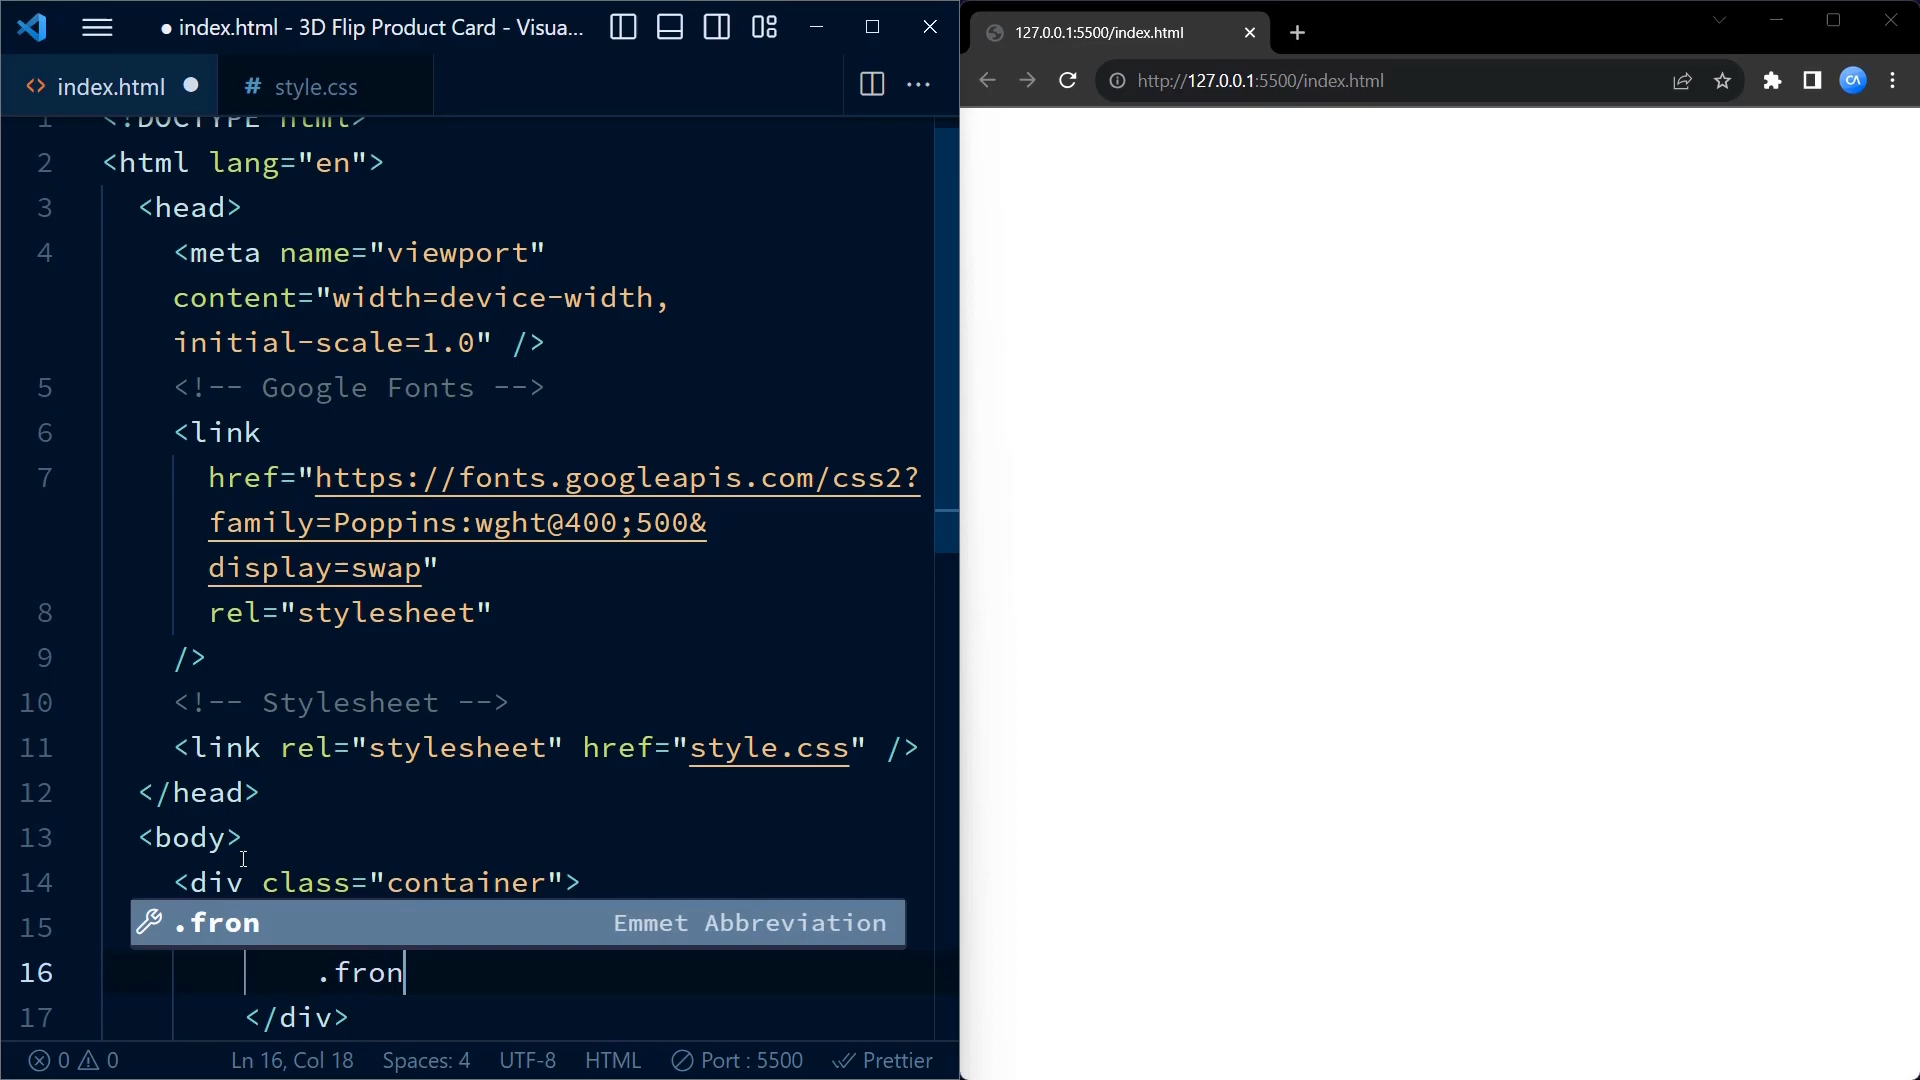 index.html - 3D Flip Product Card - Visua...
index.html
# style.css
1 <!DOCTYPE html>
2 <html lang="en">
3 <head>
4 <meta name="viewport"
content="width=device-width,
initial-scale=1.0" />
5 <!-- Google Fonts -->
6 <link
7 href="https://fonts.googleapis.com/css2?
family=Poppins:wght@400;500&
display=swap"
8 rel="stylesheet"
9 />
10 <!-- Stylesheet -->
11 <link rel="stylesheet" href="style.css" />
12 </head>
13 <body>
14 <div class="container">
15 .fron Emmet Abbreviation
16 .fron
17 </div>
0 0 Ln 16, Col 18 Spaces: 4 UTF-8 HTML Port : 5500 Prettier
127.0.0.1:5500/index.html
http://127.0.0.1:5500/index.html
CA